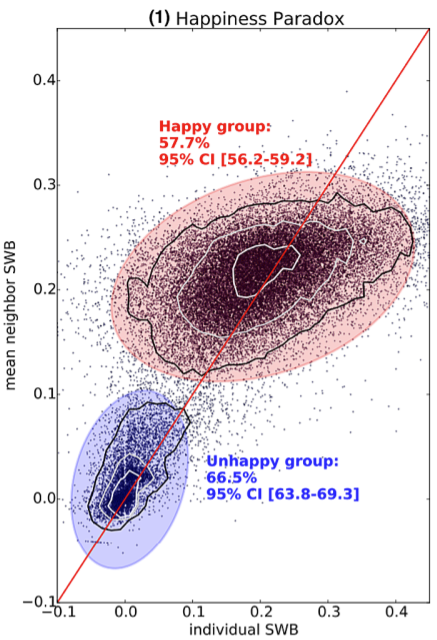 (1) Happiness Paradox
0.4
Happy group:
57.7%
95% CI [56.2-59.2]
0.3
mean neighbor SWB
0.2
0.1
Unhappy group:
66.5%
95% CI [63.8-69.3]
0.0
−0.1
−0.1 0.0 0.1 0.2 0.3 0.4
individual SWB